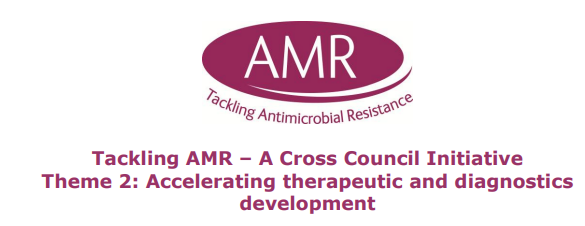 AMR
Tackling Antimicrobial Resistance
Tackling AMR – A Cross Council Initiative
Theme 2: Accelerating therapeutic and diagnostics
development